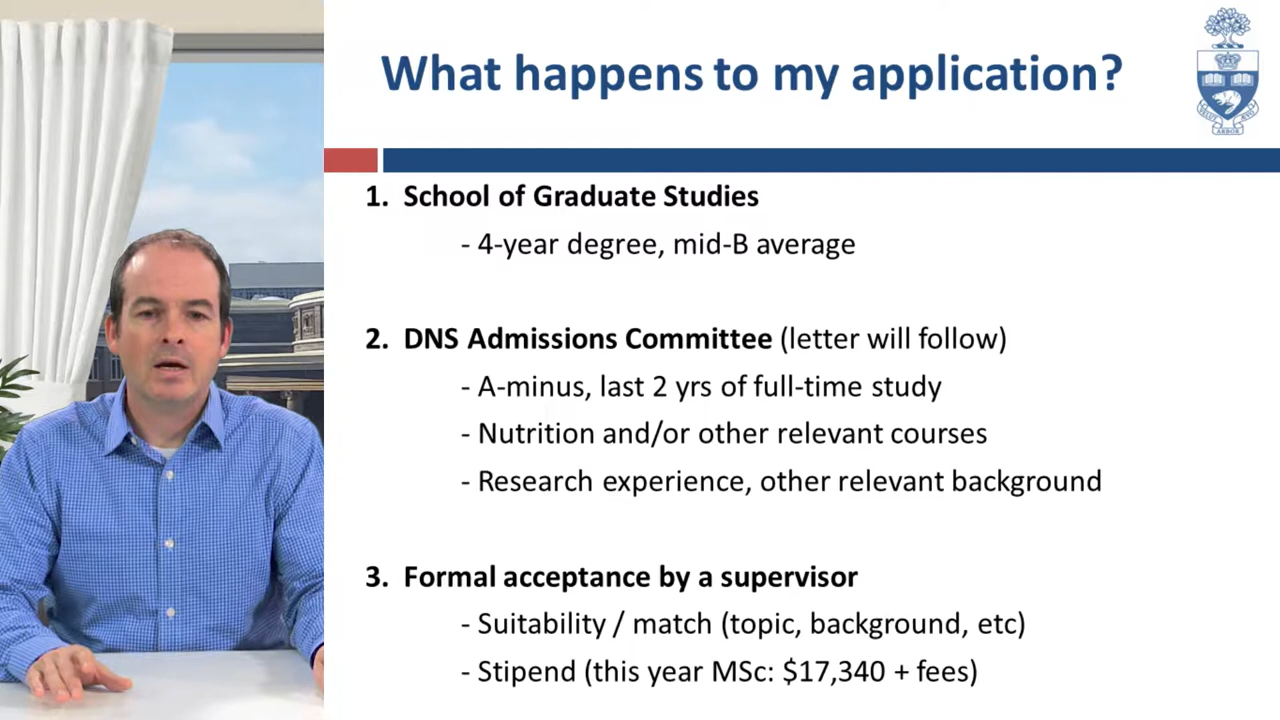 What happens to my application?
1. School of Graduate Studies
- 4-year degree, mid-B average
2. DNS Admissions Committee (letter will follow)
- A-minus, last 2 yrs of full-time study
- Nutrition and/or other relevant courses
- Research experience, other relevant background
3. Formal acceptance by a supervisor
- Suitability / match (topic, background, etc)
- Stipend (this year MSc: $17,340 + fees)